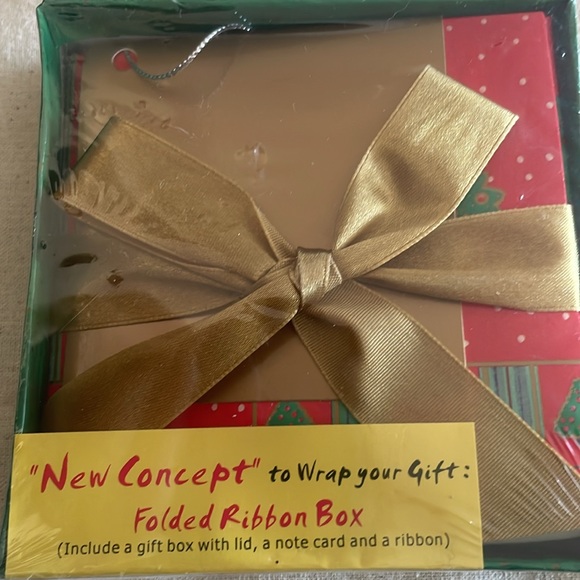 "New Concept" to Wrap your Gift:
Folded Ribbon Box
(Include a gift box with lid, a note card and a ribbon)